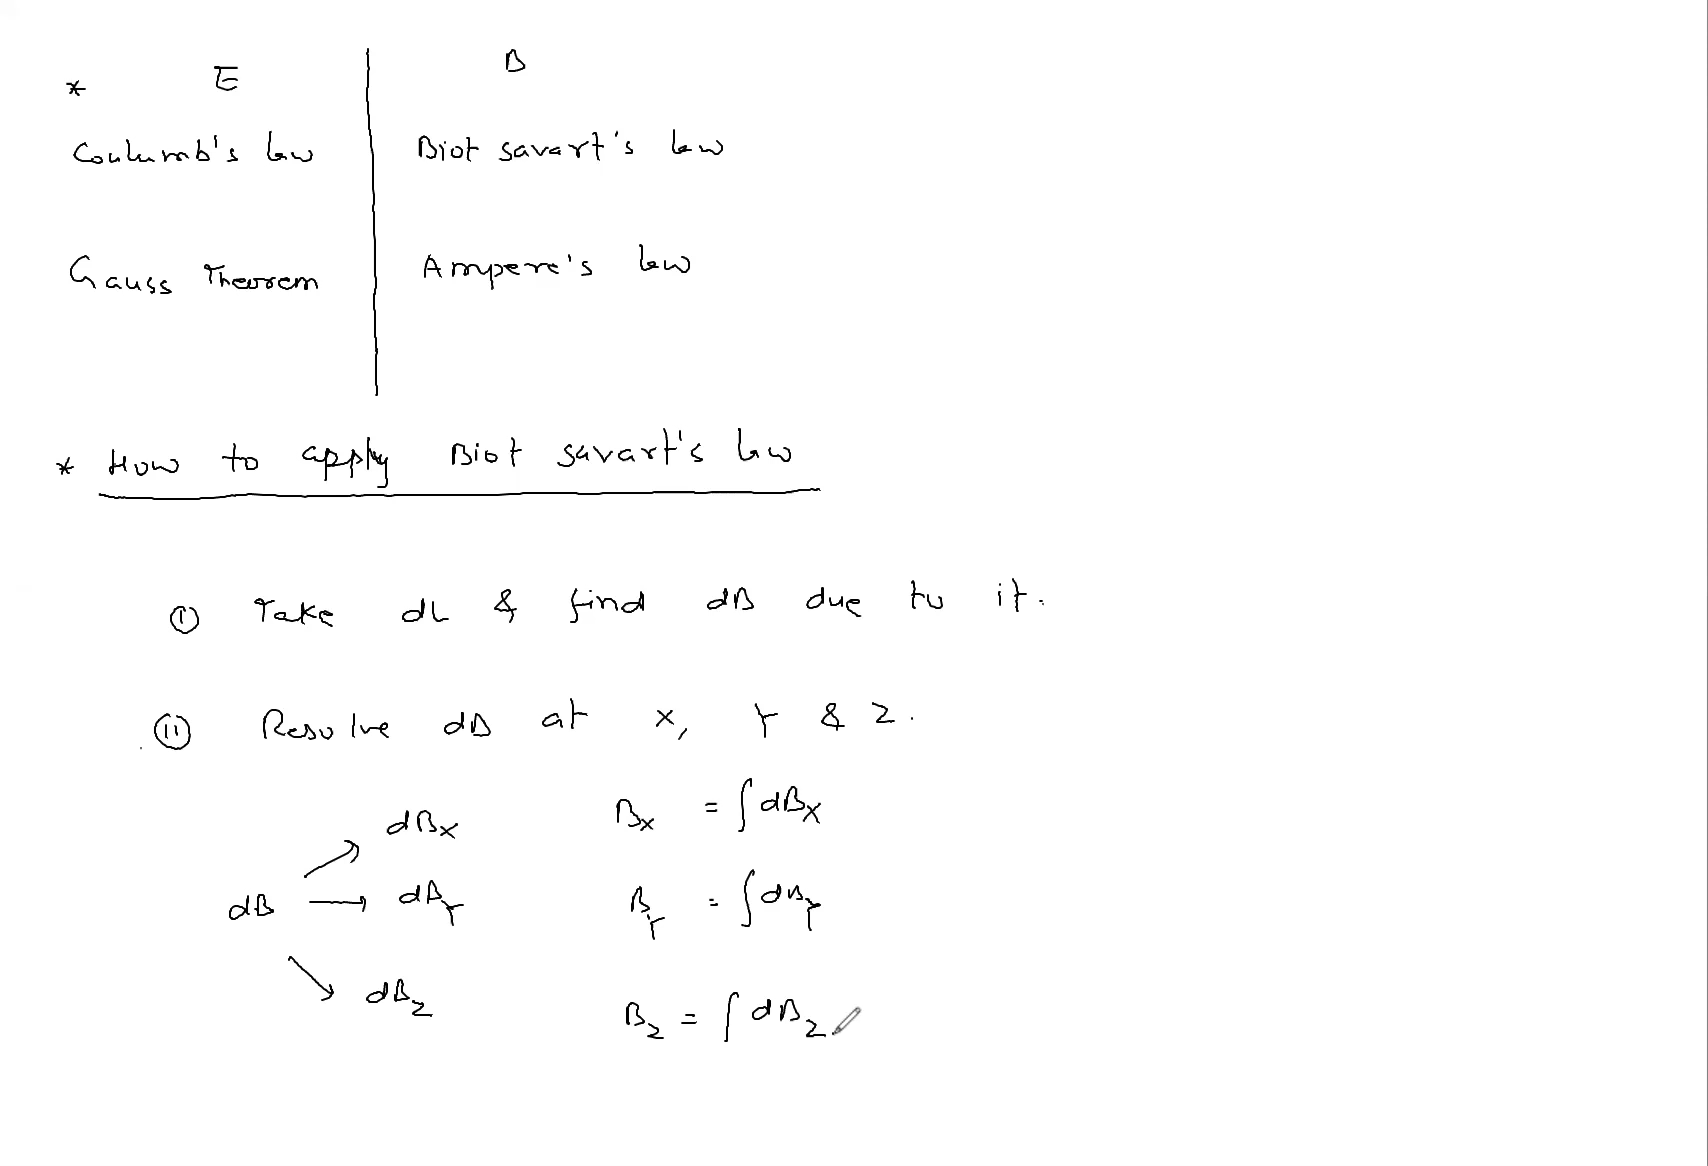 * E B
Coulumb's law Biot savart's law
Gauss Theorem Ampere's law
* How to apply Biot savart's law
(I) Take dL & find dB due to it.
(II) Resolve dB at x, Y & Z.
dBx Bx = ∫dBx
dB dBY BY = ∫dBY
dBz Bz = ∫dBz